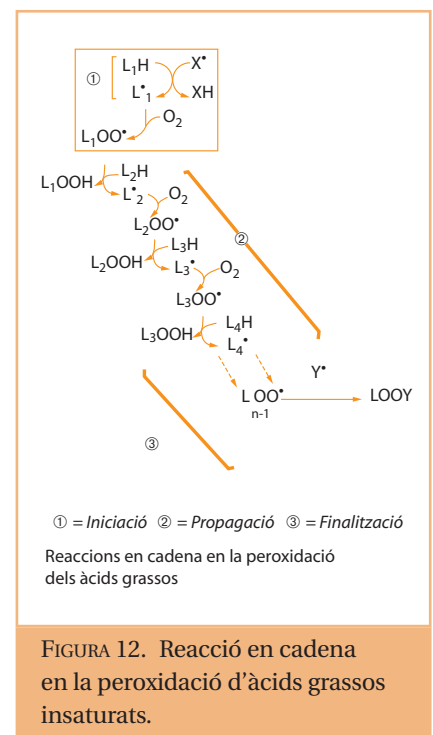 ①
L₁H
X•
L•₁
XH
O₂
L₁OO•
L₁OOH
L₂H
L•₂
O₂
L₂OO•
②
L₂OOH
L₃H
L₃•
O₂
L₃OO•
L₃OOH
L₄H
L₄•
Y•
L OO•
n-1
LOOY
③
① = Iniciació ② = Propagació ③ = Finalització
Reaccions en cadena en la peroxidació
dels àcids grassos
FIGURA 12. Reacció en cadena
en la peroxidació d’àcids grassos
insaturats.